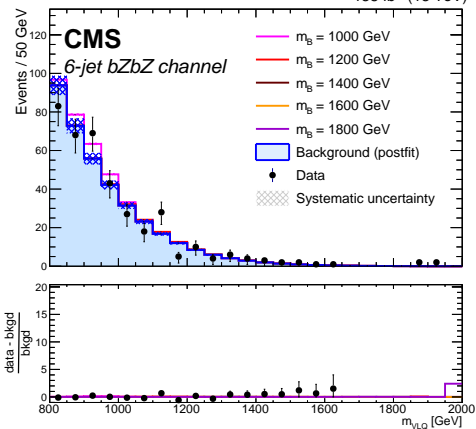 CMS
6-jet bZbZ channel
Events / 50 GeV
120
100
80
60
40
20
0
m_B = 1000 GeV
m_B = 1200 GeV
m_B = 1400 GeV
m_B = 1600 GeV
m_B = 1800 GeV
Background (postfit)
Data
Systematic uncertainty
data - bkgd
bkgd
20
15
10
5
0
800 1000 1200 1400 1600 1800 2000
m_VLQ [GeV]